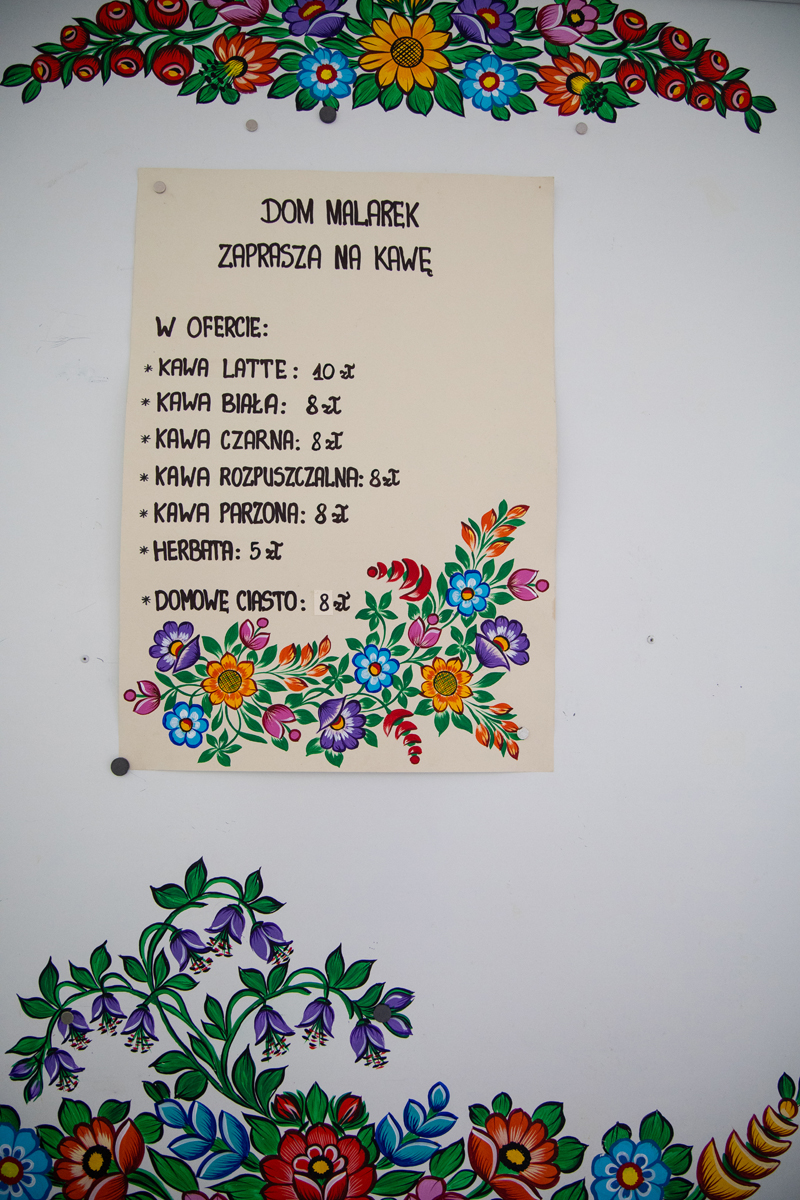 DOM MALAREK
ZAPRASZA NA KAWĘ
W OFERCIE:
* KAWA LATTE: 10 zł
* KAWA BIAŁA: 8 zł
* KAWA CZARNA: 8 zł
* KAWA ROZPUSZCZALNA: 8 zł
* KAWA PARZONA: 8 zł
* HERBATA: 5 zł
* DOMOWE CIASTO: 8 zł